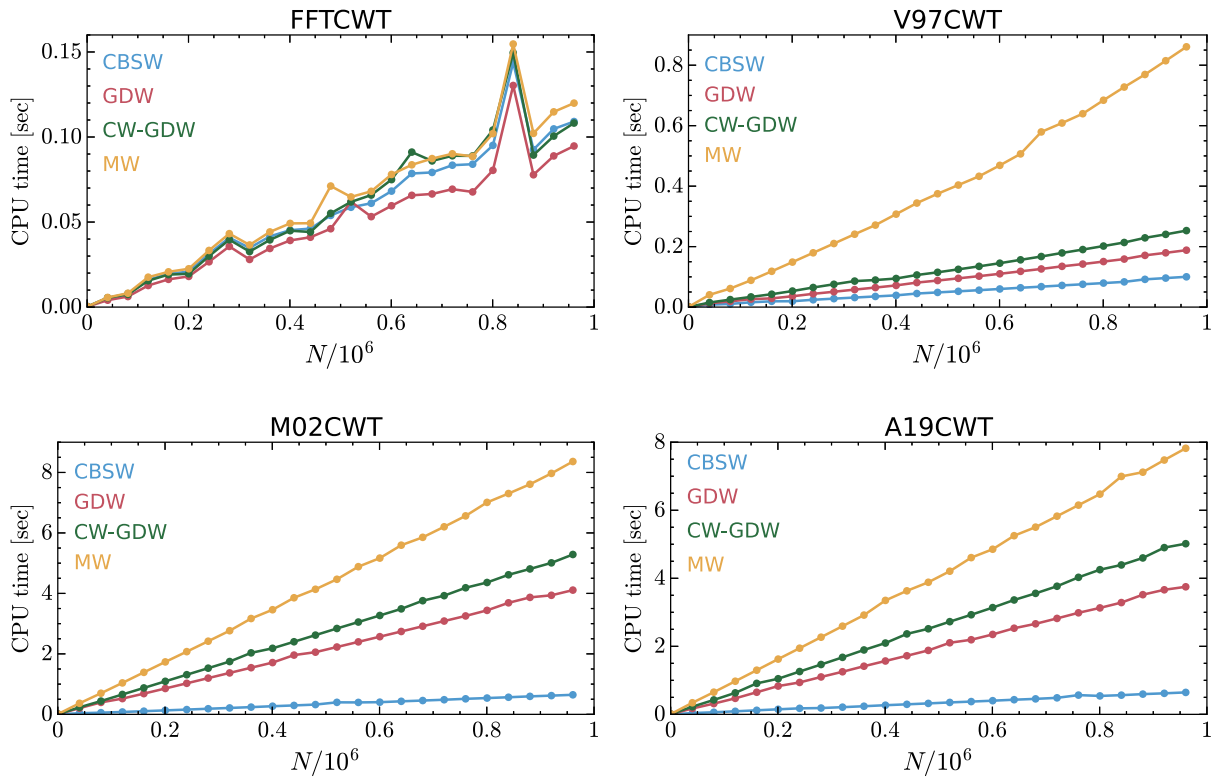 FFTCWT
CPU time [sec]
0.15
0.10
0.05
0.00
CBSW
GDW
CW-GDW
MW
0 0.2 0.4 0.6 0.8 1
N/10^6
V97CWT
CPU time [sec]
0.8
0.6
0.4
0.2
0.0
CBSW
GDW
CW-GDW
MW
0 0.2 0.4 0.6 0.8 1
N/10^6
M02CWT
CPU time [sec]
8
6
4
2
0
CBSW
GDW
CW-GDW
MW
0 0.2 0.4 0.6 0.8 1
N/10^6
A19CWT
CPU time [sec]
8
6
4
2
0
CBSW
GDW
CW-GDW
MW
0 0.2 0.4 0.6 0.8 1
N/10^6